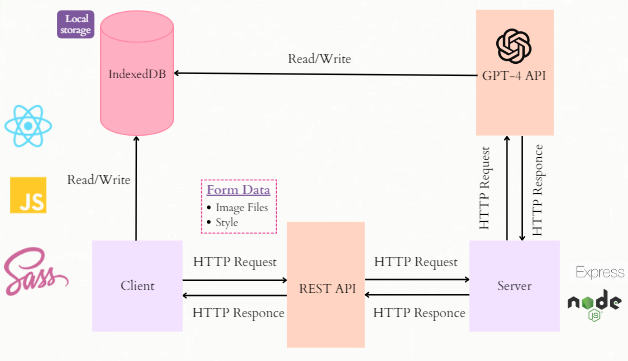 Local
storage
IndexedDB
Read/Write
GPT-4 API
Read/Write
JS
Form Data
• Image Files
• Style
HTTP Request
HTTP Responce
Sass
Client
HTTP Request
HTTP Responce
REST API
HTTP Request
HTTP Responce
Server
Express
node
JS